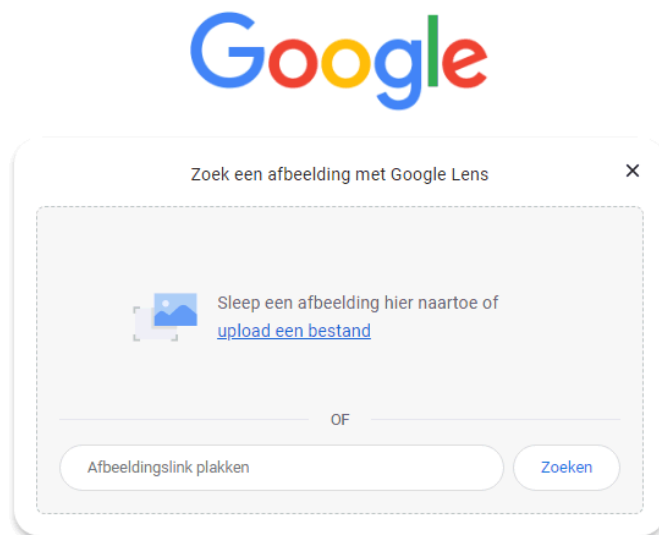 Google
Zoek een afbeelding met Google Lens
Sleep een afbeelding hier naartoe of
upload een bestand
OF
Afbeeldingslink plakken
Zoeken